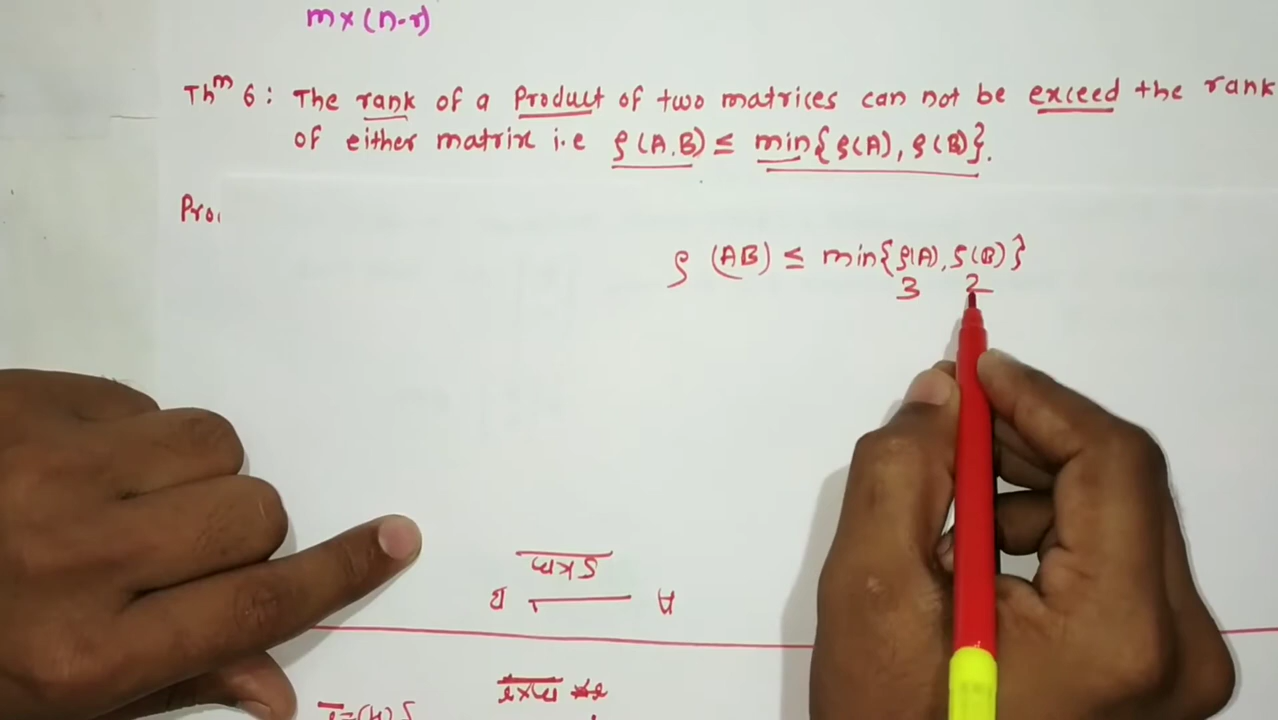 m×(n-r)
Thm 6: The rank of a Product of two matrices can not be exceed the rank
of either matrix i.e ρ(A.B) ≤ min{ρ(A), ρ(B)}.
Pro
ρ (AB) ≤ min{ρ(A), ρ(B)}
3 2